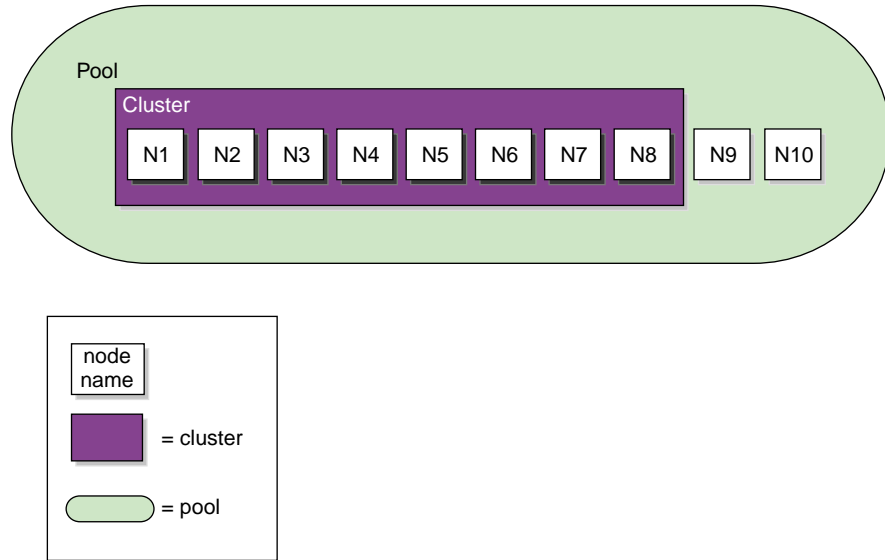 Pool
Cluster
N1 N2 N3 N4 N5 N6 N7 N8 N9 N10
node
name
= cluster
= pool